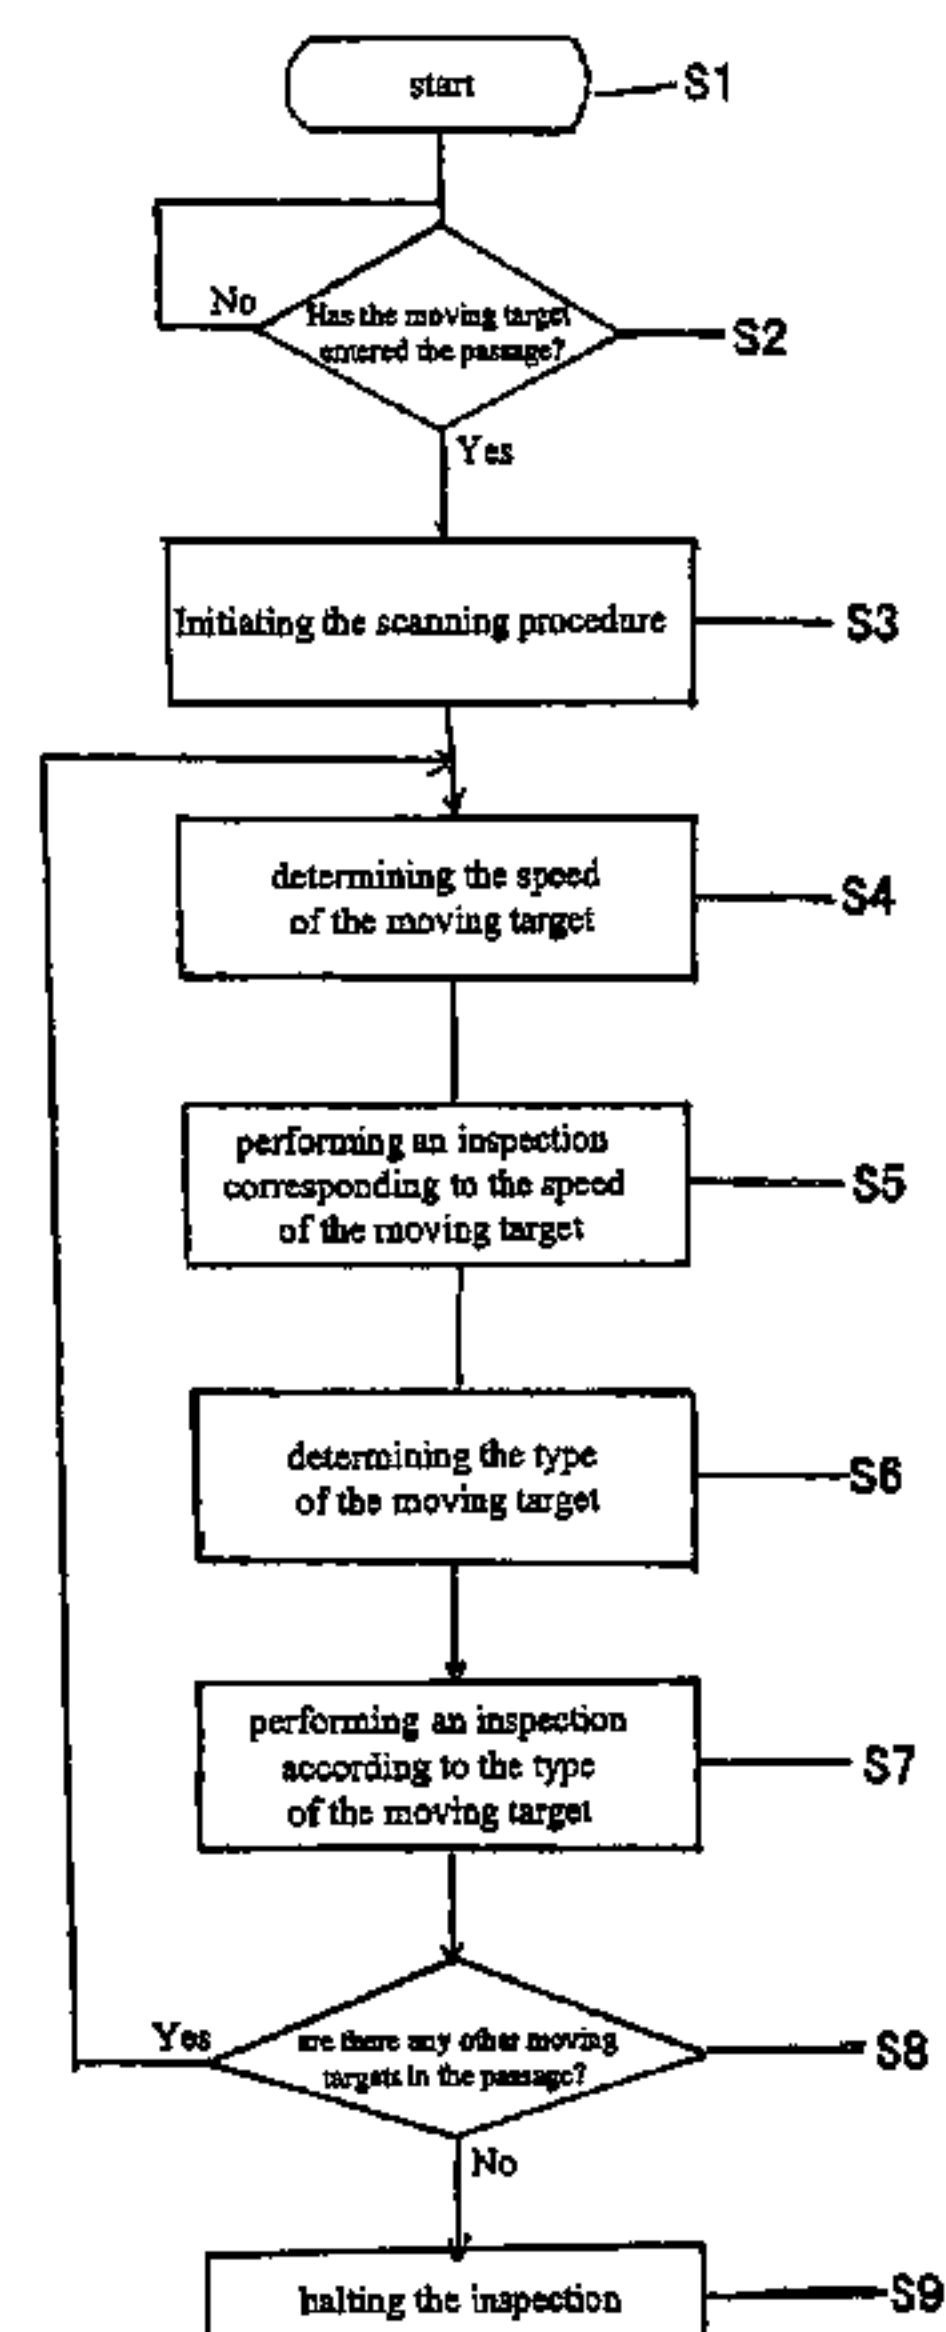 start
S1
No
Has the moving target
entered the passage?
S2
Yes
Initiating the scanning procedure
S3
determining the speed
of the moving target
S4
performing an inspection
corresponding to the speed
of the moving target
S5
determining the type
of the moving target
S6
performing an inspection
according to the type
of the moving target
S7
Yes
are there any other moving
targets in the passage?
S8
No
halting the inspection
S9